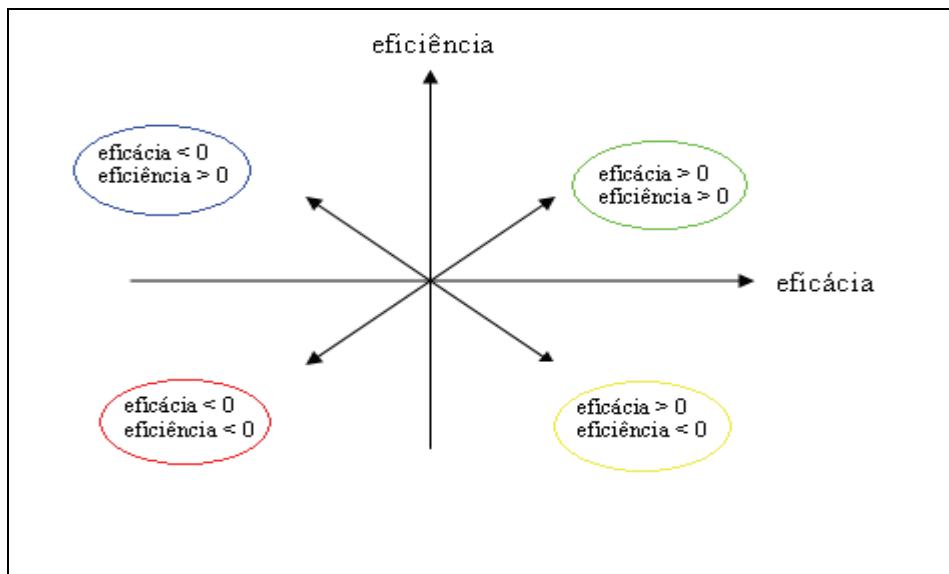 eficiência
eficácia < 0
eficiência > 0
eficácia > 0
eficiência > 0
eficácia
eficácia < 0
eficiência < 0
eficácia > 0
eficiência < 0